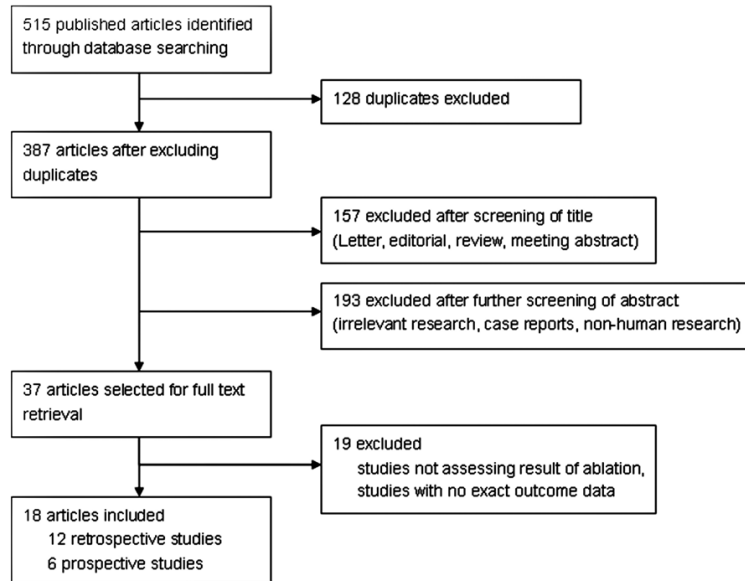 515 published articles identified
through database searching
128 duplicates excluded
387 articles after excluding
duplicates
157 excluded after screening of title
(Letter, editorial, review, meeting abstract)
193 excluded after further screening of abstract
(irrelevant research, case reports, non-human research)
37 articles selected for full text
retrieval
19 excluded
studies not assessing result of ablation,
studies with no exact outcome data
18 articles included
12 retrospective studies
6 prospective studies